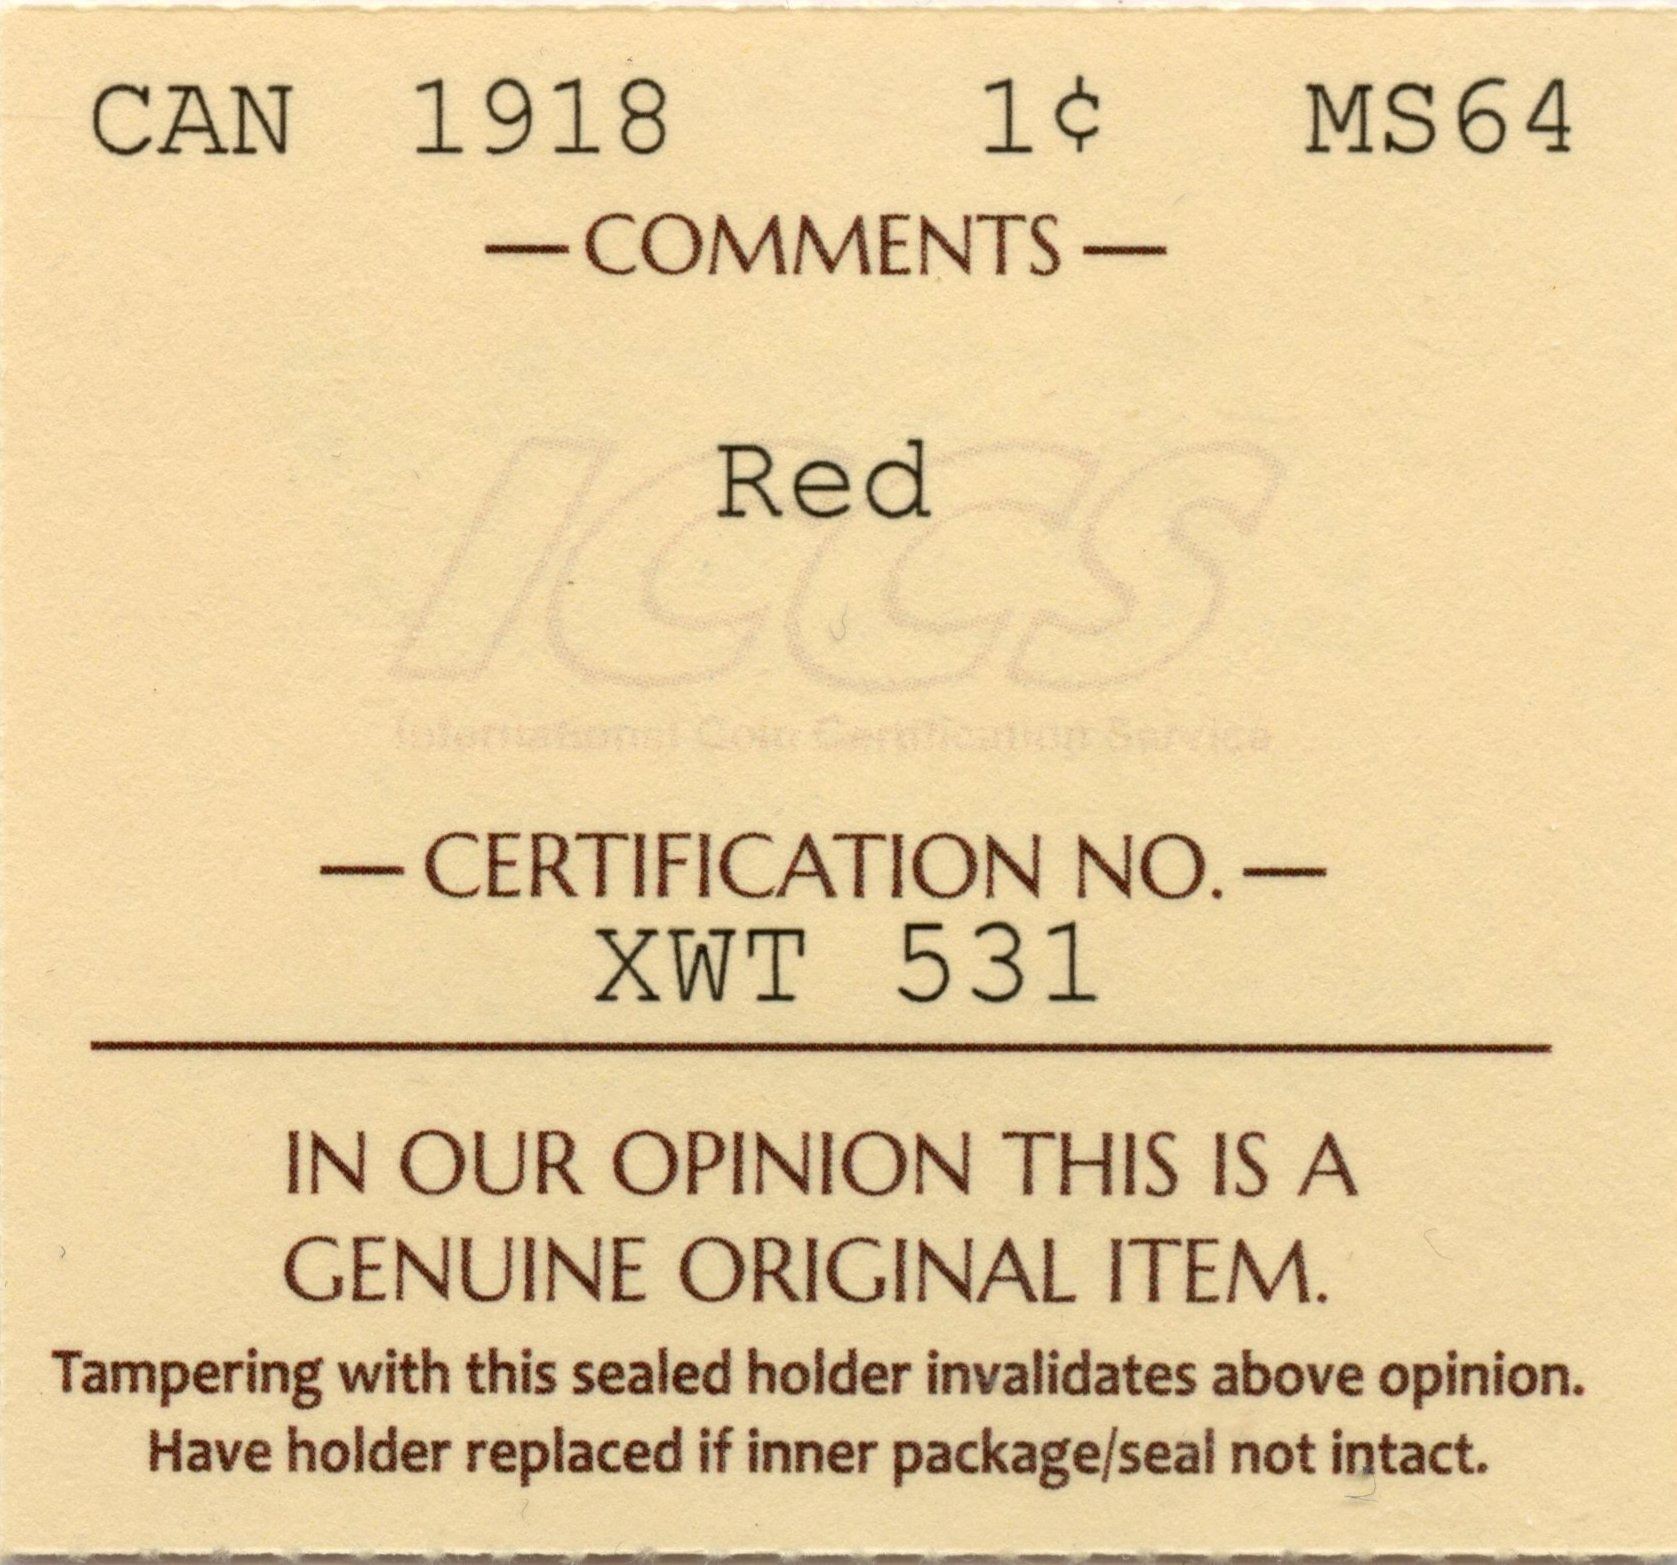 CAN 1918 1¢ MS64
— COMMENTS —
Red
ICCS
International Coin Certification Service
— CERTIFICATION NO. —
XWT 531
IN OUR OPINION THIS IS A
GENUINE ORIGINAL ITEM.
Tampering with this sealed holder invalidates above opinion.
Have holder replaced if inner package/seal not intact.